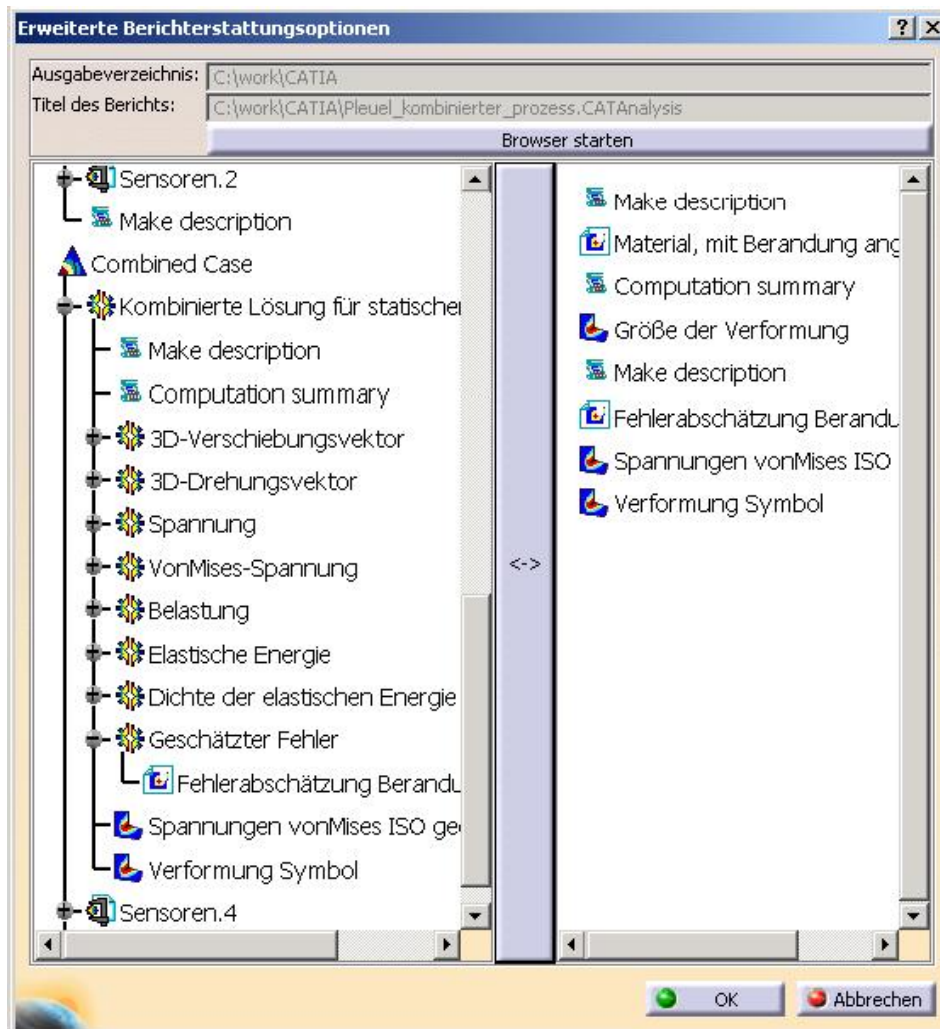 Erweiterte Berichterstattungsoptionen
Ausgabeverzeichnis: C:\work\CATIA
Titel des Berichts: C:\work\CATIA\Pleuel_kombinierter_prozess.CATAnalysis
Browser starten
Sensoren.2
Make description
Combined Case
Kombinierte Lösung für statischer
Make description
Computation summary
3D-Verschiebungsvektor
3D-Drehungsvektor
Spannung
VonMises-Spannung
Belastung
Elastische Energie
Dichte der elastischen Energie
Geschätzter Fehler
Fehlerabschätzung Berandu
Spannungen vonMises ISO geo
Verformung Symbol
Sensoren.4
<->
Make description
Material, mit Berandung ang
Computation summary
Größe der Verformung
Make description
Fehlerabschätzung Berandu
Spannungen vonMises ISO
Verformung Symbol
OK
Abbrechen